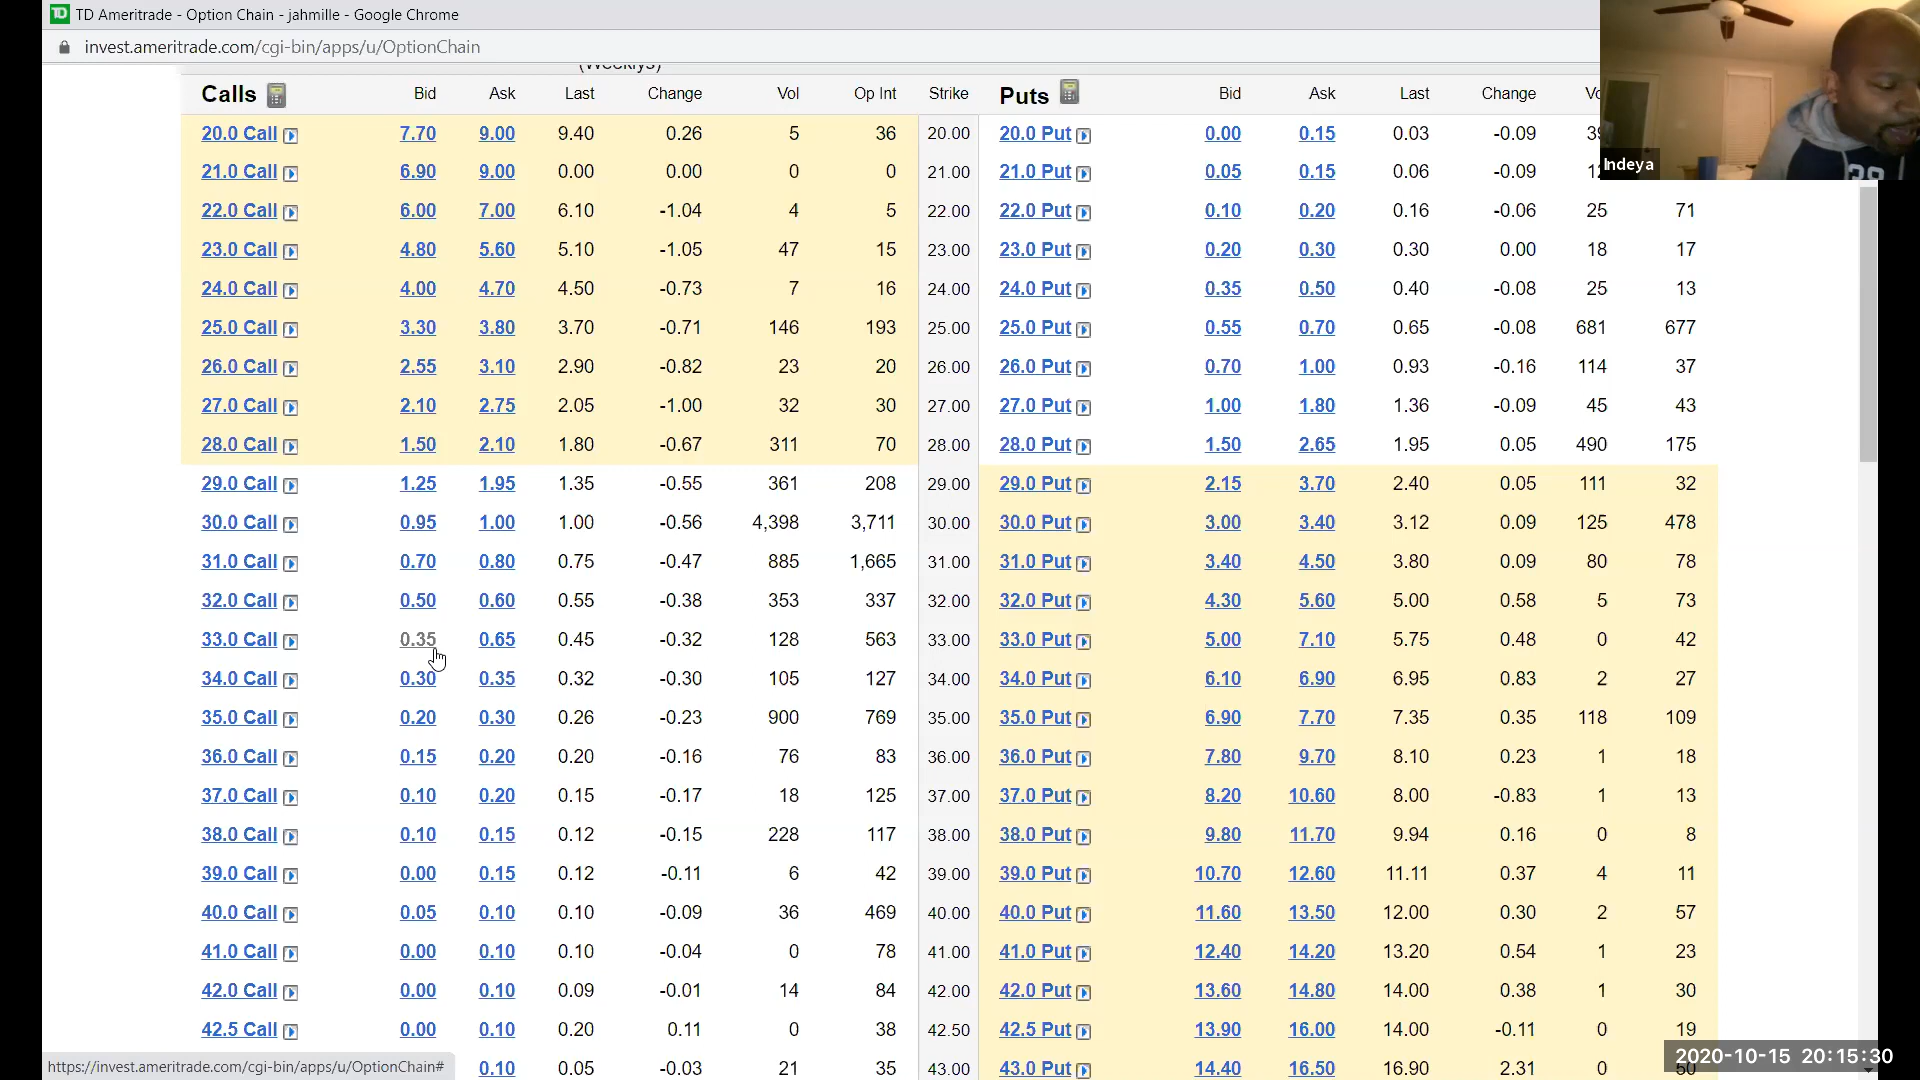 TD Ameritrade - Option Chain - jahmille - Google Chrome
invest.ameritrade.com/cgi-bin/apps/u/OptionChain
(Weeklys)
Calls Bid Ask Last Change Vol Op Int Strike Puts Bid Ask Last Change
20.0 Call 7.70 9.00 9.40 0.26 5 36 20.00 20.0 Put 0.00 0.15 0.03 -0.09
21.0 Call 6.90 9.00 0.00 0.00 0 0 21.00 21.0 Put 0.05 0.15 0.06 -0.09
Indeya
22.0 Call 6.00 7.00 6.10 -1.04 4 5 22.00 22.0 Put 0.10 0.20 0.16 -0.06 25 71
23.0 Call 4.80 5.60 5.10 -1.05 47 15 23.00 23.0 Put 0.20 0.30 0.30 0.00 18 17
24.0 Call 4.00 4.70 4.50 -0.73 7 16 24.00 24.0 Put 0.35 0.50 0.40 -0.08 25 13
25.0 Call 3.30 3.80 3.70 -0.71 146 193 25.00 25.0 Put 0.55 0.70 0.65 -0.08 681 677
26.0 Call 2.55 3.10 2.90 -0.82 23 20 26.00 26.0 Put 0.70 1.00 0.93 -0.16 114 37
27.0 Call 2.10 2.75 2.05 -1.00 32 30 27.00 27.0 Put 1.00 1.80 1.36 -0.09 45 43
28.0 Call 1.50 2.10 1.80 -0.67 311 70 28.00 28.0 Put 1.50 2.65 1.95 0.05 490 175
29.0 Call 1.25 1.95 1.35 -0.55 361 208 29.00 29.0 Put 2.15 3.70 2.40 0.05 111 32
30.0 Call 0.95 1.00 1.00 -0.56 4,398 3,711 30.00 30.0 Put 3.00 3.40 3.12 0.09 125 478
31.0 Call 0.70 0.80 0.75 -0.47 885 1,665 31.00 31.0 Put 3.40 4.50 3.80 0.09 80 78
32.0 Call 0.50 0.60 0.55 -0.38 353 337 32.00 32.0 Put 4.30 5.60 5.00 0.58 5 73
33.0 Call 0.35 0.65 0.45 -0.32 128 563 33.00 33.0 Put 5.00 7.10 5.75 0.48 0 42
34.0 Call 0.30 0.35 0.32 -0.30 105 127 34.00 34.0 Put 6.10 6.90 6.95 0.83 2 27
35.0 Call 0.20 0.30 0.26 -0.23 900 769 35.00 35.0 Put 6.90 7.70 7.35 0.35 118 109
36.0 Call 0.15 0.20 0.20 -0.16 76 83 36.00 36.0 Put 7.80 9.70 8.10 0.23 1 18
37.0 Call 0.10 0.20 0.15 -0.17 18 125 37.00 37.0 Put 8.20 10.60 8.00 -0.83 1 13
38.0 Call 0.10 0.15 0.12 -0.15 228 117 38.00 38.0 Put 9.80 11.70 9.94 0.16 0 8
39.0 Call 0.00 0.15 0.12 -0.11 6 42 39.00 39.0 Put 10.70 12.60 11.11 0.37 4 11
40.0 Call 0.05 0.10 0.10 -0.09 36 469 40.00 40.0 Put 11.60 13.50 12.00 0.30 2 57
41.0 Call 0.00 0.10 0.10 -0.04 0 78 41.00 41.0 Put 12.40 14.20 13.20 0.54 1 23
42.0 Call 0.00 0.10 0.09 -0.01 14 84 42.00 42.0 Put 13.60 14.80 14.00 0.38 1 30
42.5 Call 0.00 0.10 0.20 0.11 0 38 42.50 42.5 Put 13.90 16.00 14.00 -0.11 0 19
https://invest.ameritrade.com/cgi-bin/apps/u/OptionChain# 0.10 0.05 -0.03 21 35 43.00 43.0 Put 14.40 16.50 16.90 2.31 0
2020-10-15 20:15:30